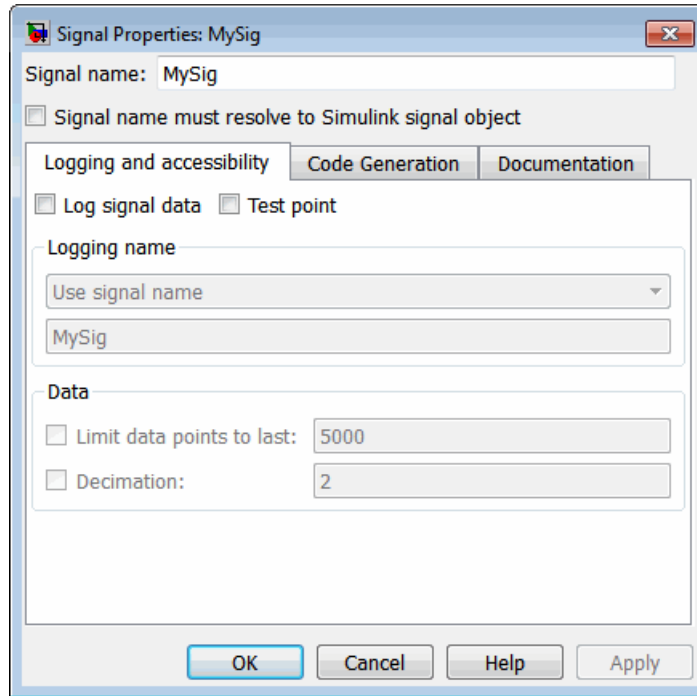 Signal Properties: MySig
Signal name: MySig
Signal name must resolve to Simulink signal object
Logging and accessibility Code Generation Documentation
Log signal data Test point
Logging name
Use signal name
MySig
Data
Limit data points to last: 5000
Decimation: 2
OK Cancel Help Apply